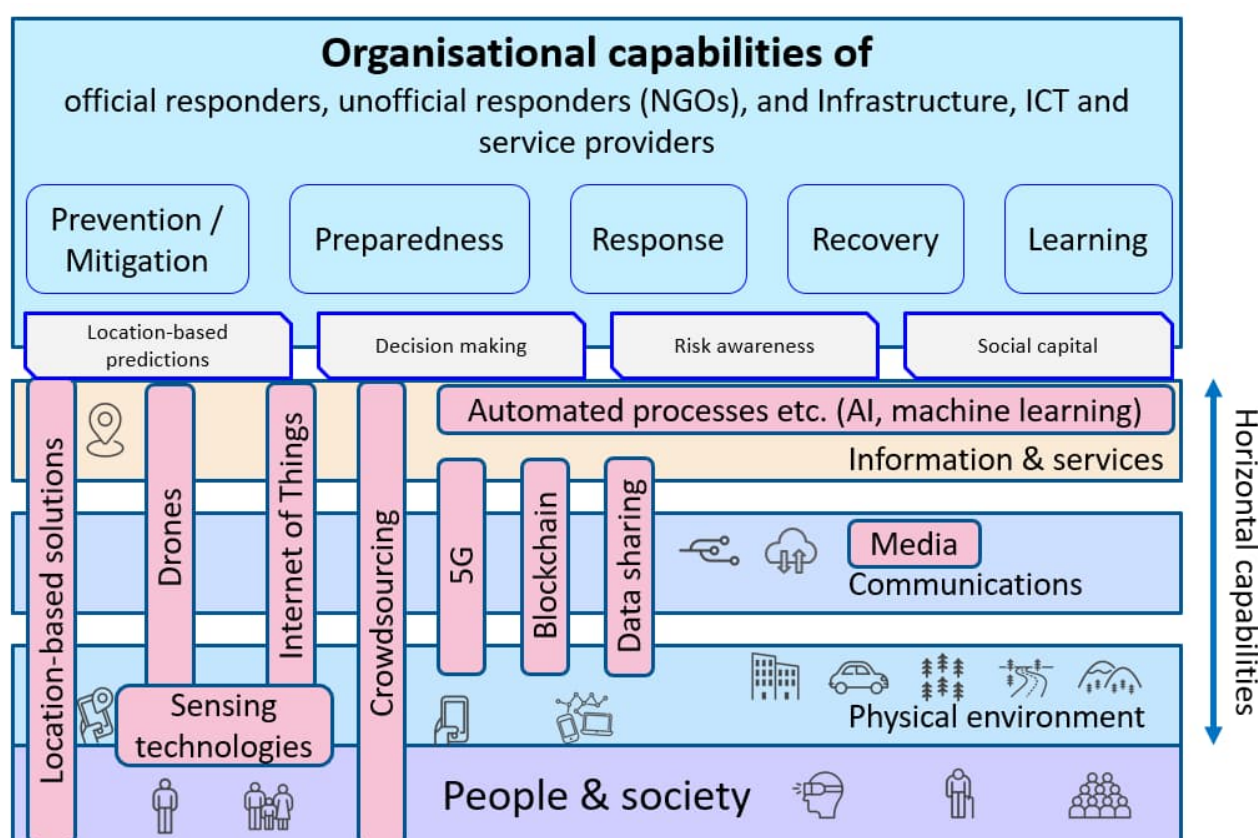 Organisational capabilities of
official responders, unofficial responders (NGOs), and Infrastructure, ICT and
service providers
Prevention /
Mitigation
Preparedness
Response
Recovery
Learning
Location-based
predictions
Decision making
Risk awareness
Social capital
Automated processes etc. (AI, machine learning)
Information & services
Location-based solutions
Drones
Internet of Things
Crowdsourcing
5G
Blockchain
Data sharing
Media
Communications
Sensing
technologies
Physical environment
People & society
Horizontal capabilities